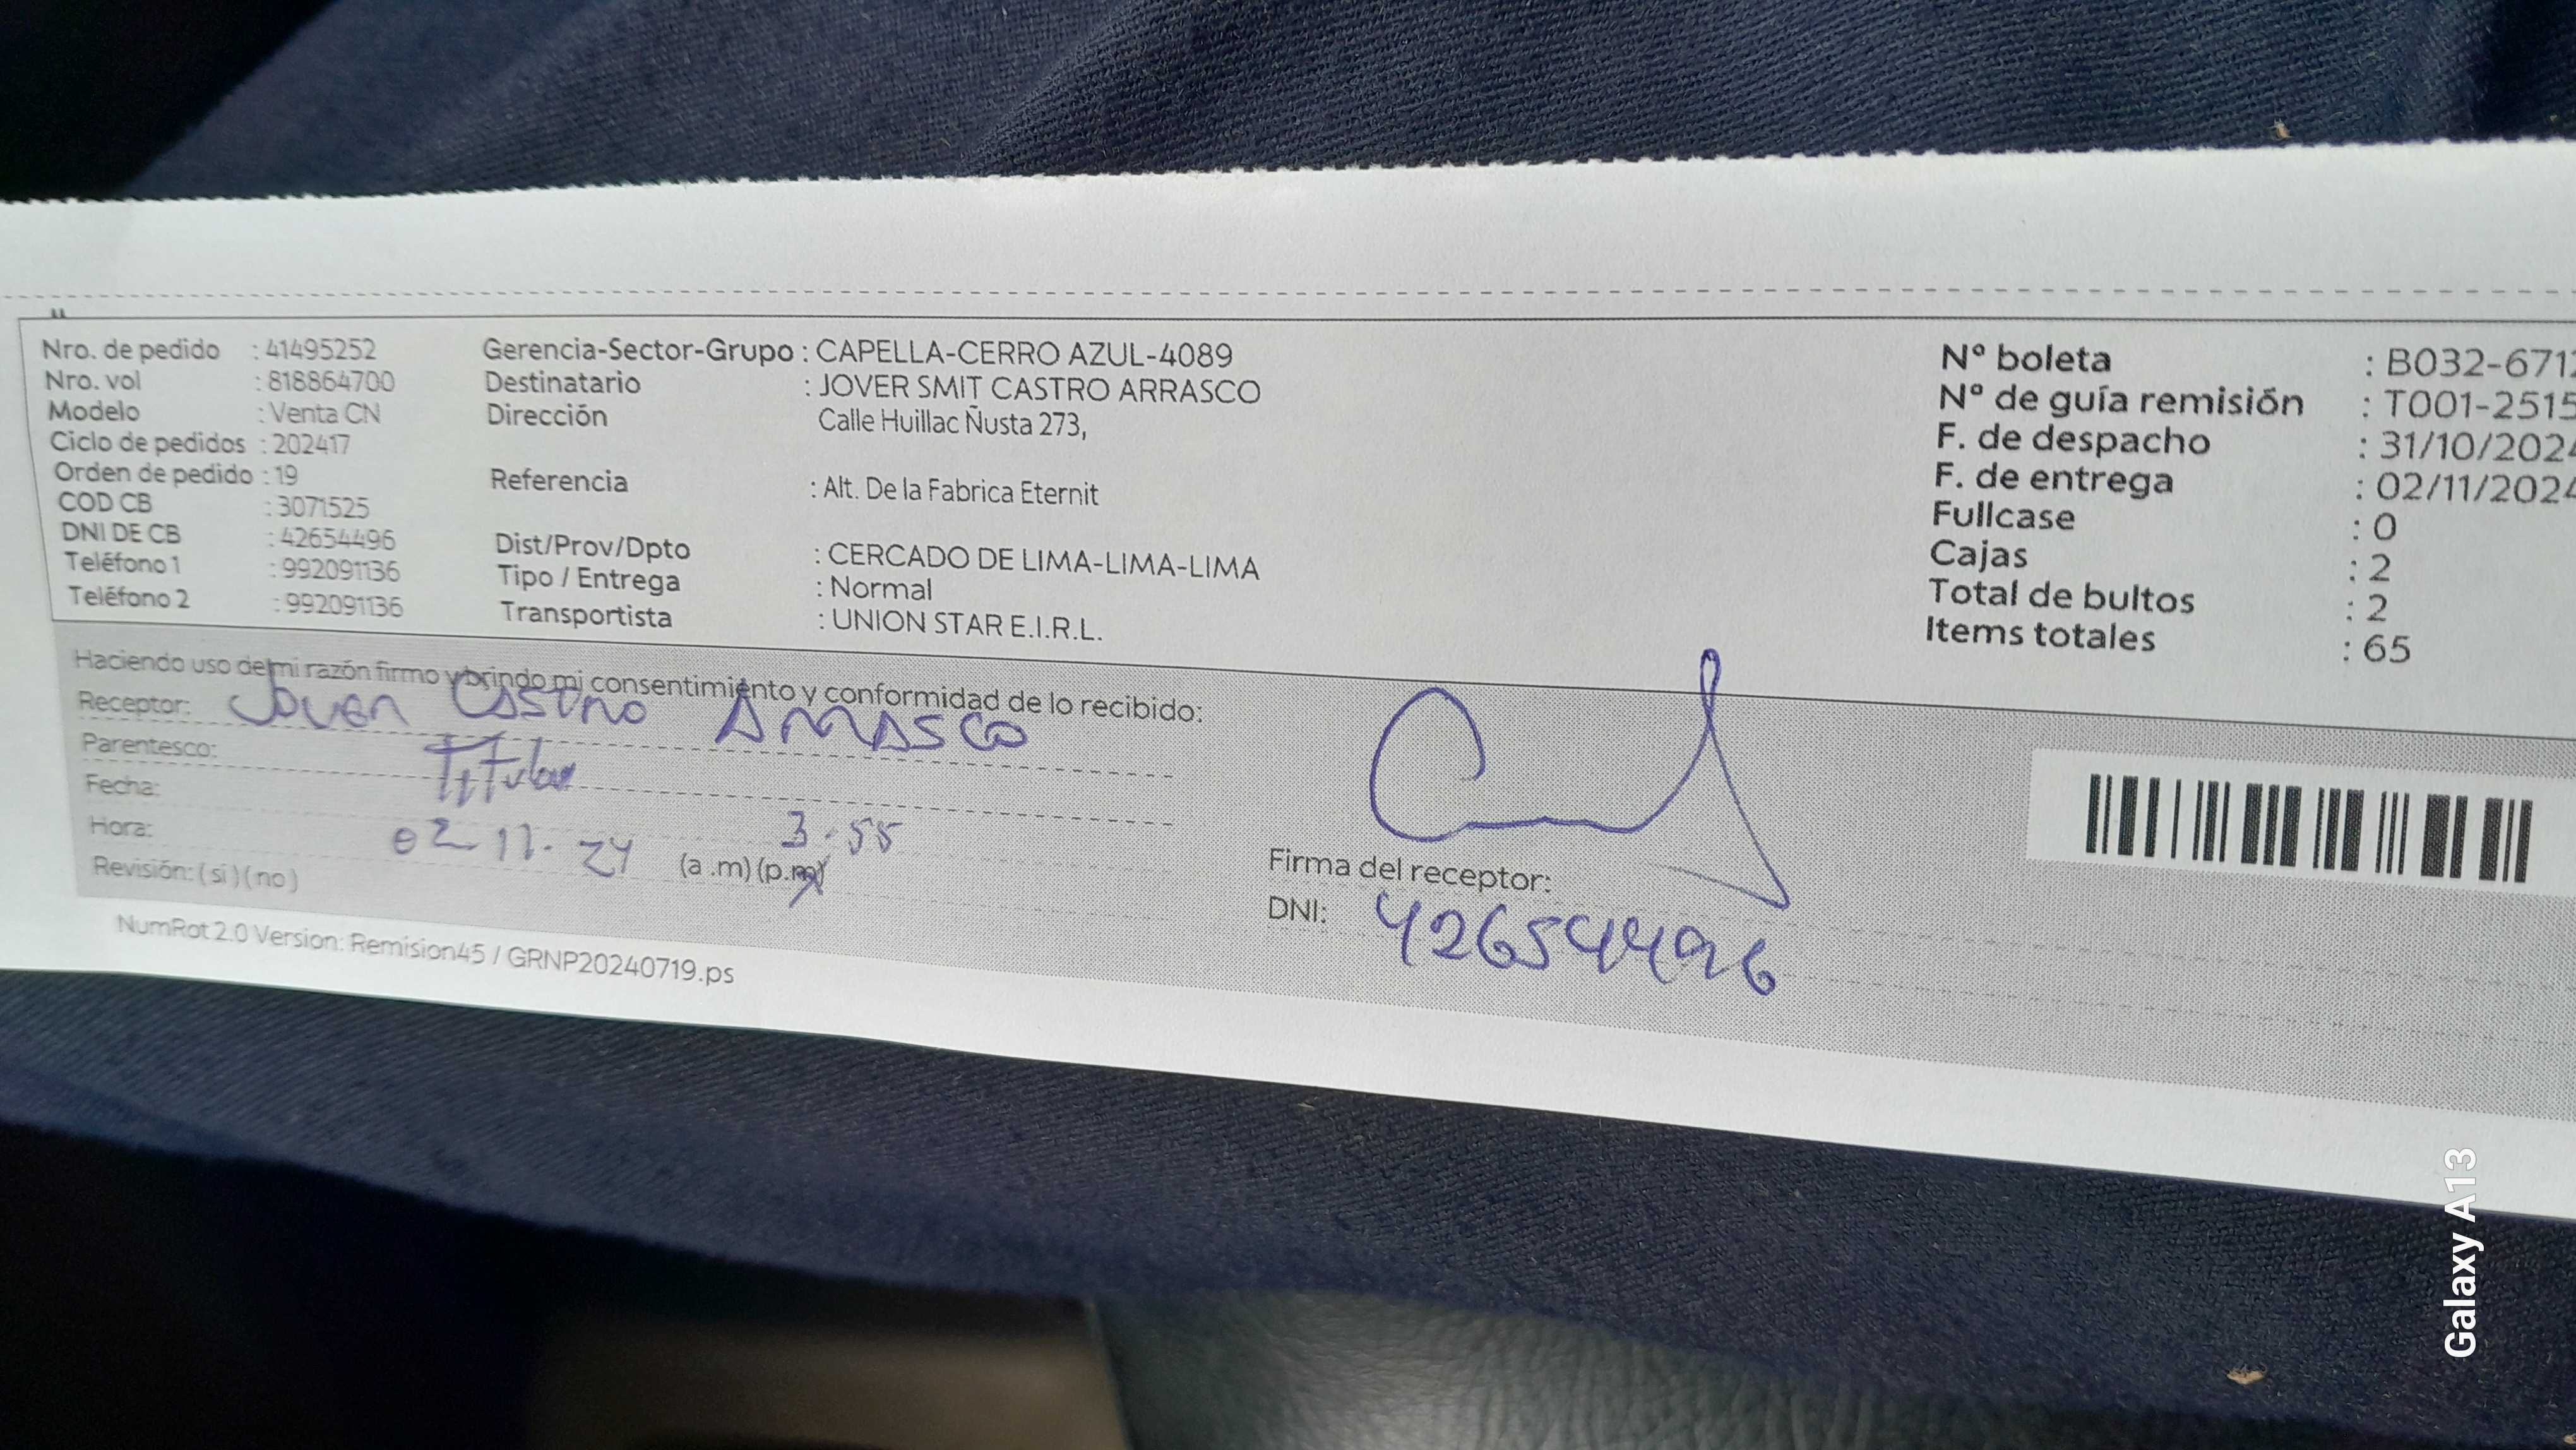 Nro. de pedido : 41495252
Nro. vol : 818864700
Modelo : Venta CN
Ciclo de pedidos : 202417
Orden de pedido : 19
COD CB : 3071525
DNI DE CB : 42654496
Teléfono 1 : 992091136
Teléfono 2 : 992091136
Gerencia-Sector-Grupo : CAPELLA-CERRO AZUL-4089
Destinatario : JOVER SMIT CASTRO ARRASCO
Dirección Calle Huillac Ñusta 273,
Referencia : Alt. De la Fabrica Eternit
Dist/Prov/Dpto : CERCADO DE LIMA-LIMA-LIMA
Tipo / Entrega : Normal
Transportista : UNION STAR E.I.R.L.
N° boleta : B032-671
N° de guía remisión : T001-2515
F. de despacho : 31/10/2024
F. de entrega : 02/11/2024
Fullcase : 0
Cajas : 2
Total de bultos : 2
Items totales : 65
Haciendo uso de mi razón firmo y brindo mi consentimiento y conformidad de lo recibido:
Receptor: Jover Castro Arrasco
Parentesco: Titular
Fecha:
Hora: 02-11-24 3.55 (a.m)(p.m)
Revisión: (si)(no)
Firma del receptor:
DNI: 42654496
NumRot 2.0 Version: Remision45 / GRNP20240719.ps
Galaxy A13